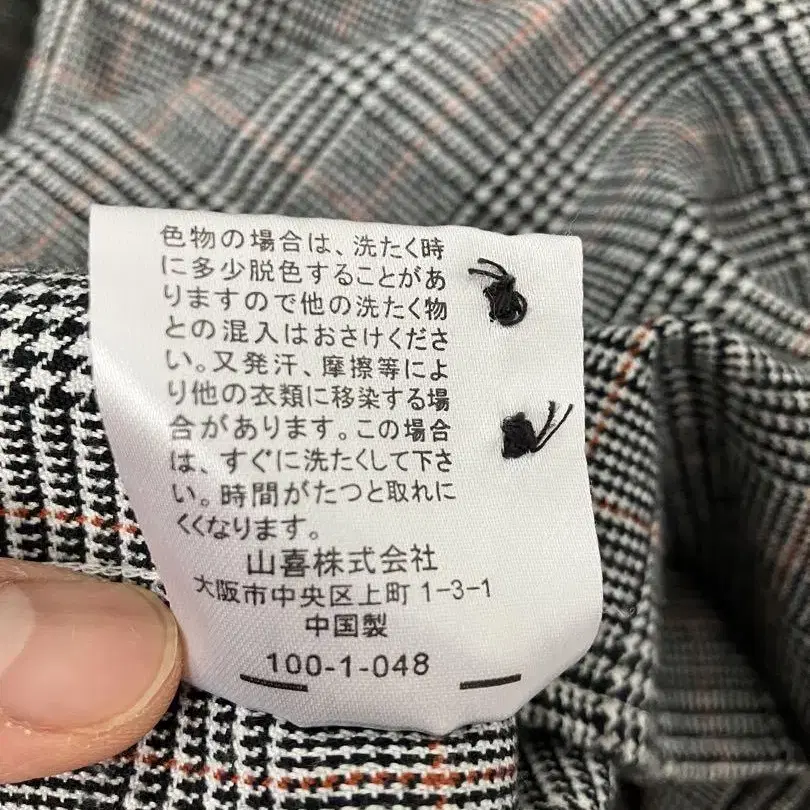 色物の場合は、洗たく時
に多少脱色することがあ
りますので他の洗たく物
との混入はおさけくださ
い。又発汗、摩擦等によ
り他の衣類に移染する場
合があります。この場合
は、すぐに洗たくして下さ
い。時間がたつと取れに
くくなります。
山喜株式会社
大阪市中央区上町1-3-1
中国製
100-1-048